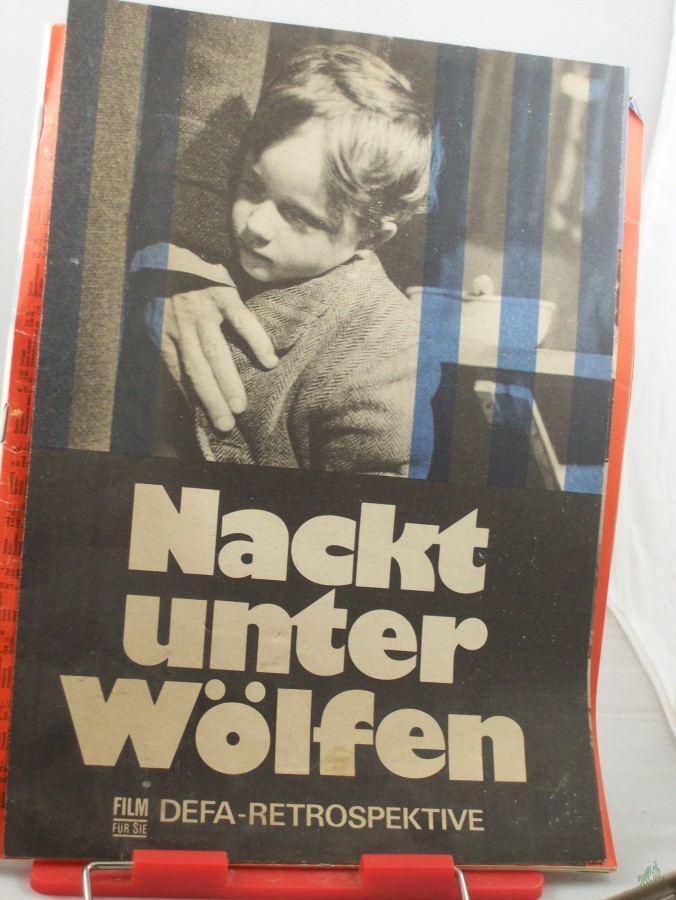 Nackt
unter
Wölfen
FILM
FÜR SIE
DEFA-RETROSPEKTIVE